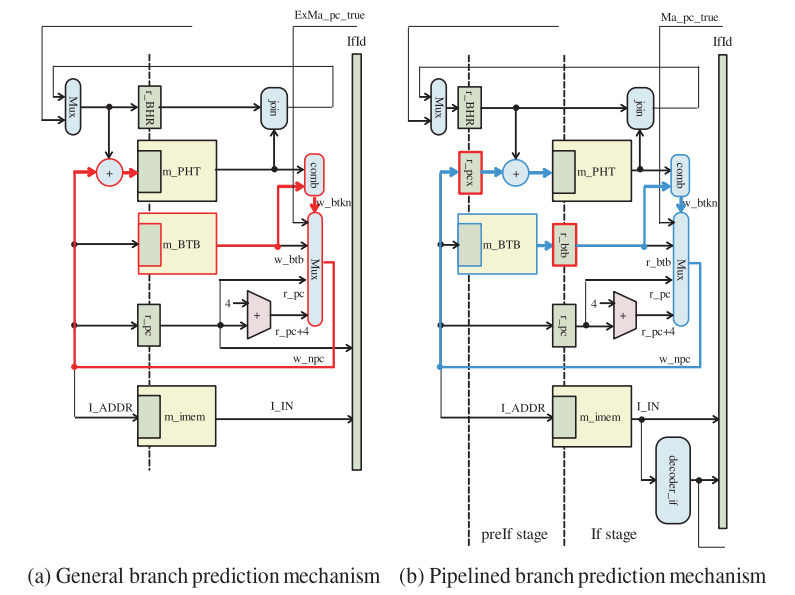 ExMa_pc_true
IfId
Mux
r_BHR
join
m_PHT
+
comb
w_btkn
m_BTB
w_btb
Mux
r_pc
4
+
r_pc
r_pc+4
w_npc
I_ADDR
m_imem
I_IN
(a) General branch prediction mechanism
Ma_pc_true
IfId
Mux
r_BHR
join
r_pcx
+
m_PHT
comb
w_btkn
m_BTB
r_btb
r_btb
Mux
r_pc
4
+
r_pc
r_pc+4
w_npc
I_ADDR
m_imem
I_IN
decoder_if
preIf stage
If stage
(b) Pipelined branch prediction mechanism